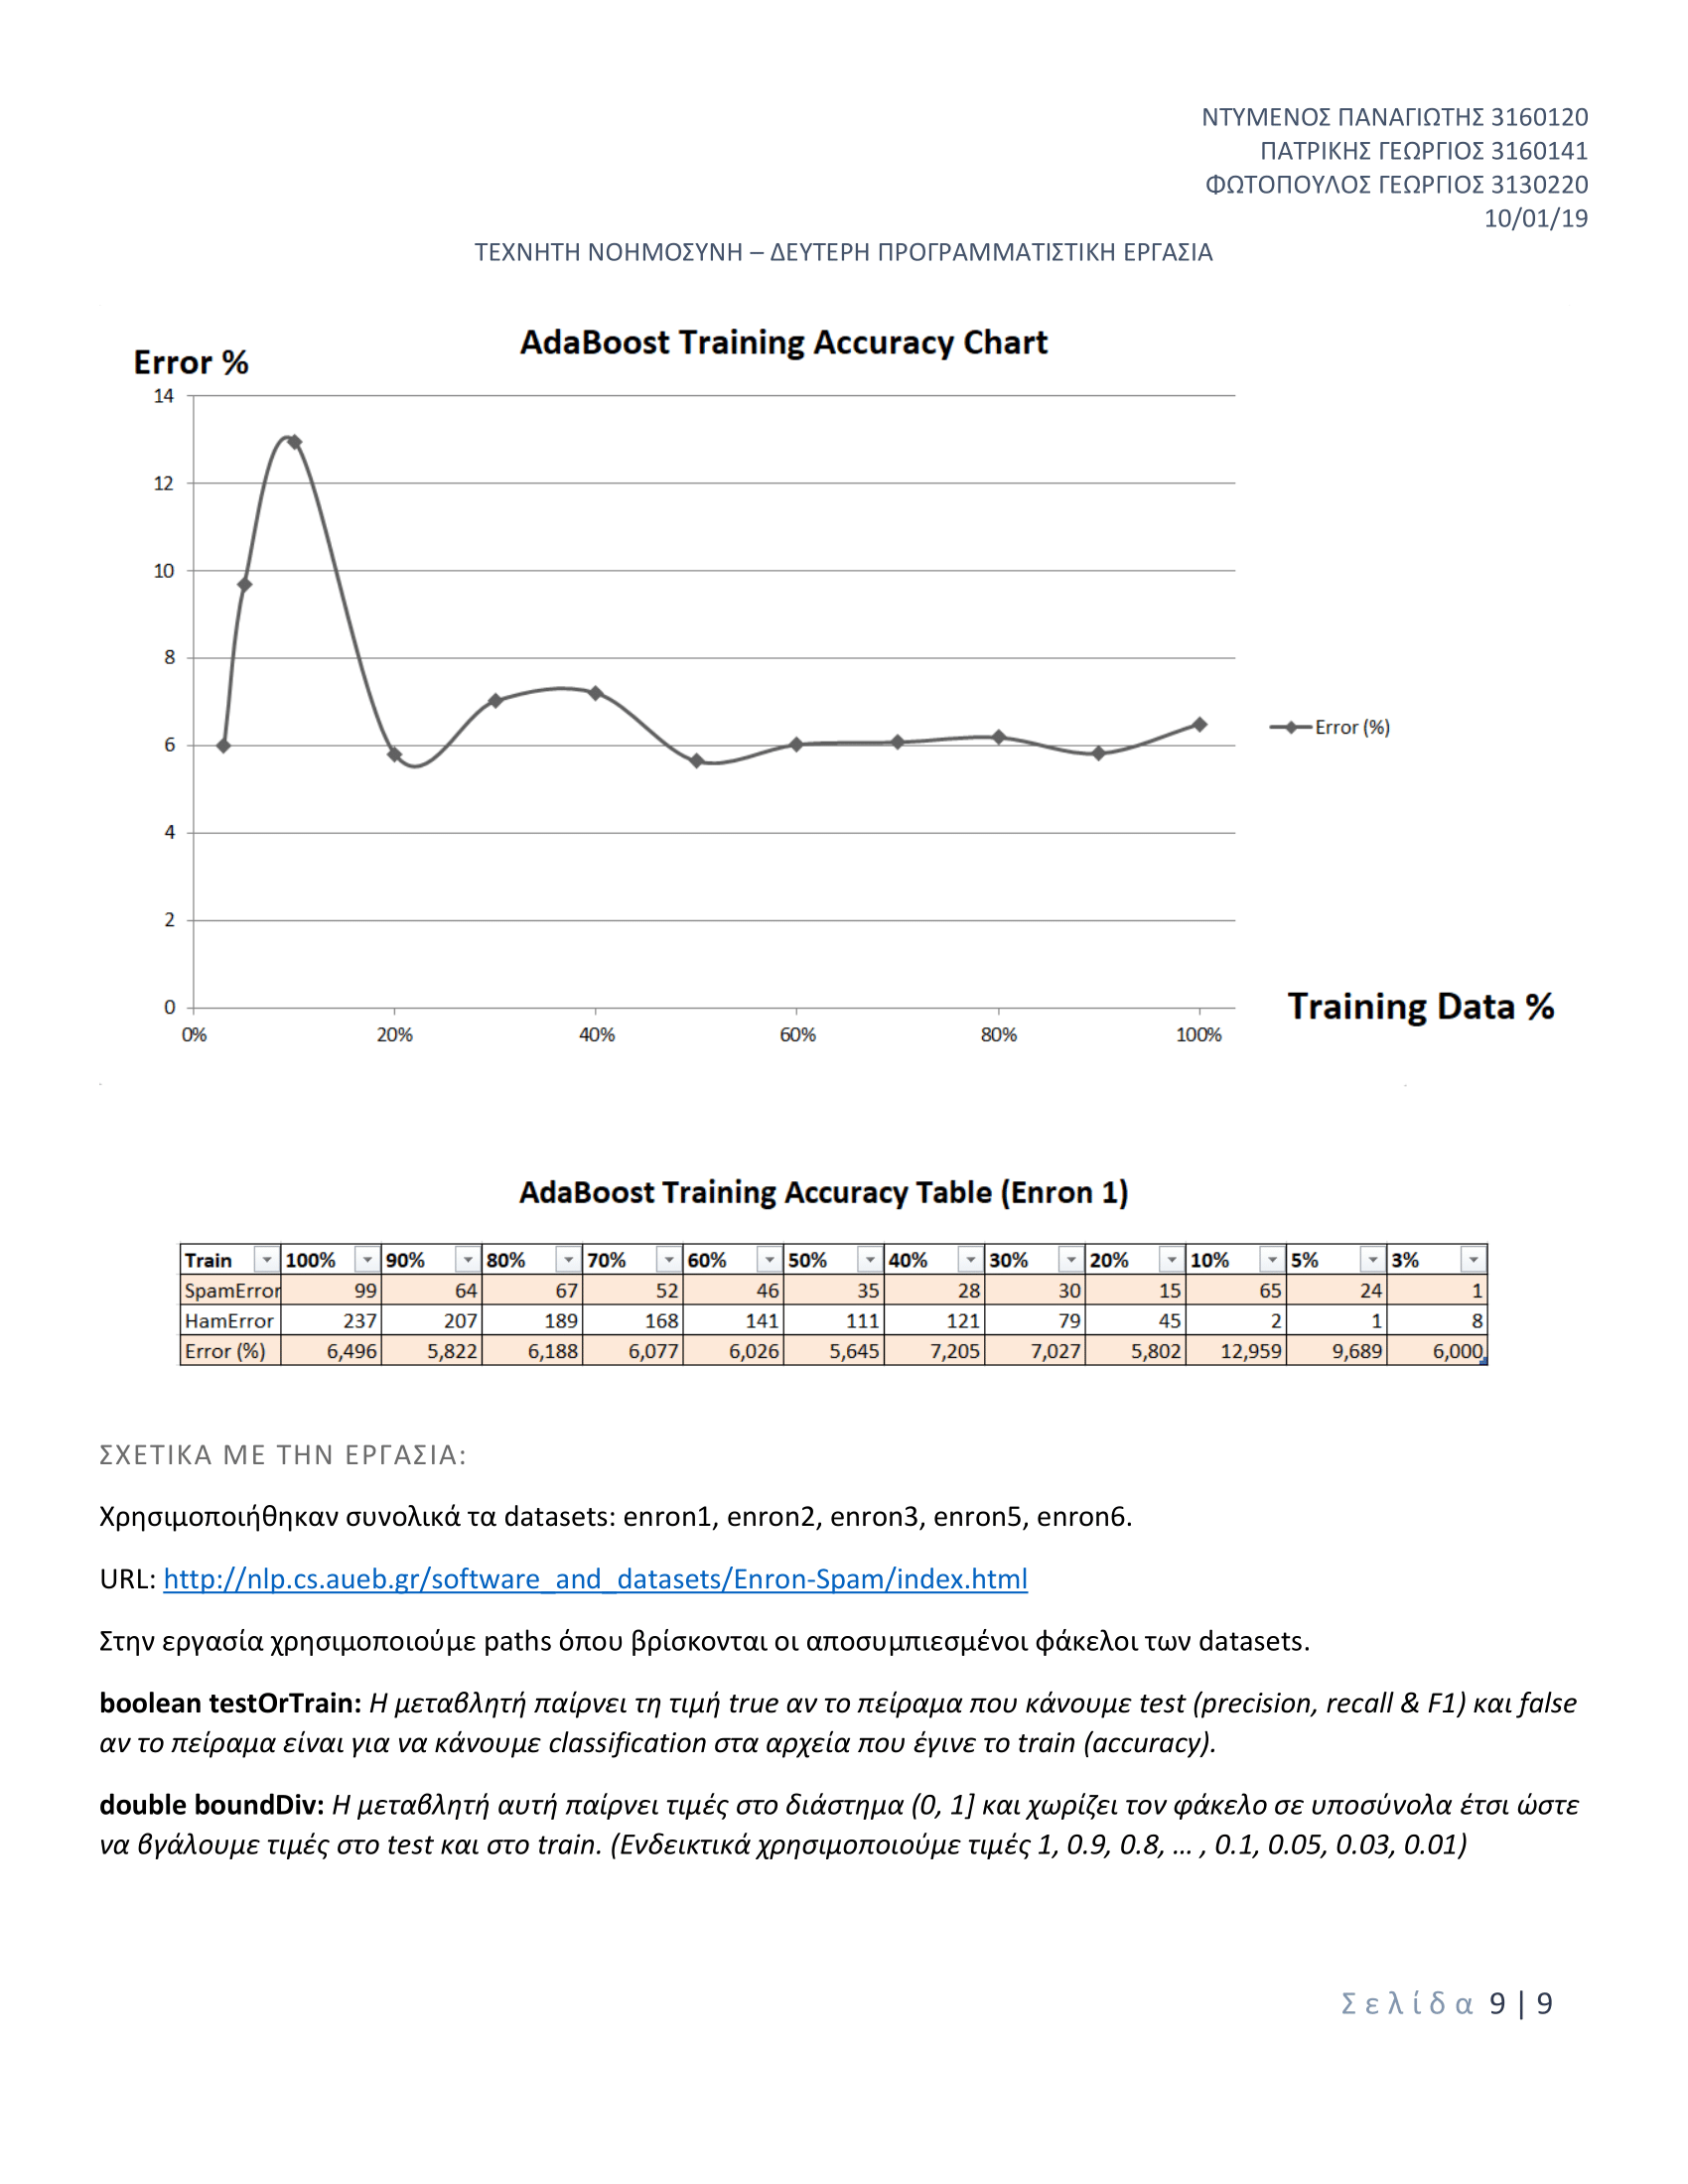 ΝΤΥΜΕΝΟΣ ΠΑΝΑΓΙΩΤΗΣ 3160120
ΠΑΤΡΙΚΗΣ ΓΕΩΡΓΙΟΣ 3160141
ΦΩΤΟΠΟΥΛΟΣ ΓΕΩΡΓΙΟΣ 3130220
10/01/19
ΤΕΧΝΗΤΗ ΝΟΗΜΟΣΥΝΗ – ΔΕΥΤΕΡΗ ΠΡΟΓΡΑΜΜΑΤΙΣΤΙΚΗ ΕΡΓΑΣΙΑ
AdaBoost Training Accuracy Chart
Error %
14
12
10
8
6
4
2
0
0% 20% 40% 60% 80% 100%
Error (%)
Training Data %
AdaBoost Training Accuracy Table (Enron 1)
Train 100% 90% 80% 70% 60% 50% 40% 30% 20% 10% 5% 3%
SpamError 99 64 67 52 46 35 28 30 15 65 24 1
HamError 237 207 189 168 141 111 121 79 45 2 1 8
Error (%) 6,496 5,822 6,188 6,077 6,026 5,645 7,205 7,027 5,802 12,959 9,689 6,000
ΣΧΕΤΙΚΑ ΜΕ ΤΗΝ ΕΡΓΑΣΙΑ:
Χρησιμοποιήθηκαν συνολικά τα datasets: enron1, enron2, enron3, enron5, enron6.
URL: http://nlp.cs.aueb.gr/software_and_datasets/Enron-Spam/index.html
Στην εργασία χρησιμοποιούμε paths όπου βρίσκονται οι αποσυμπιεσμένοι φάκελοι των datasets.
boolean testOrTrain: Η μεταβλητή παίρνει τη τιμή true αν το πείραμα που κάνουμε test (precision, recall & F1) και false
αν το πείραμα είναι για να κάνουμε classification στα αρχεία που έγινε το train (accuracy).
double boundDiv: Η μεταβλητή αυτή παίρνει τιμές στο διάστημα (0, 1] και χωρίζει τον φάκελο σε υποσύνολα έτσι ώστε
να βγάλουμε τιμές στο test και στο train. (Ενδεικτικά χρησιμοποιούμε τιμές 1, 0.9, 0.8, … , 0.1, 0.05, 0.03, 0.01)
Σελίδα 9 | 9